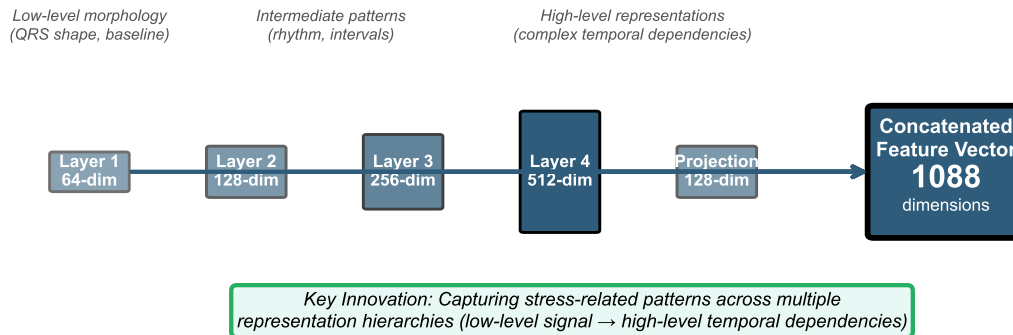 Low-level morphology
(QRS shape, baseline)
Intermediate patterns
(rhythm, intervals)
High-level representations
(complex temporal dependencies)
Layer 1
64-dim
Layer 2
128-dim
Layer 3
256-dim
Layer 4
512-dim
Projection
128-dim
Concatenated
Feature Vector
1088
dimensions
Key Innovation: Capturing stress-related patterns across multiple
representation hierarchies (low-level signal → high-level temporal dependencies)